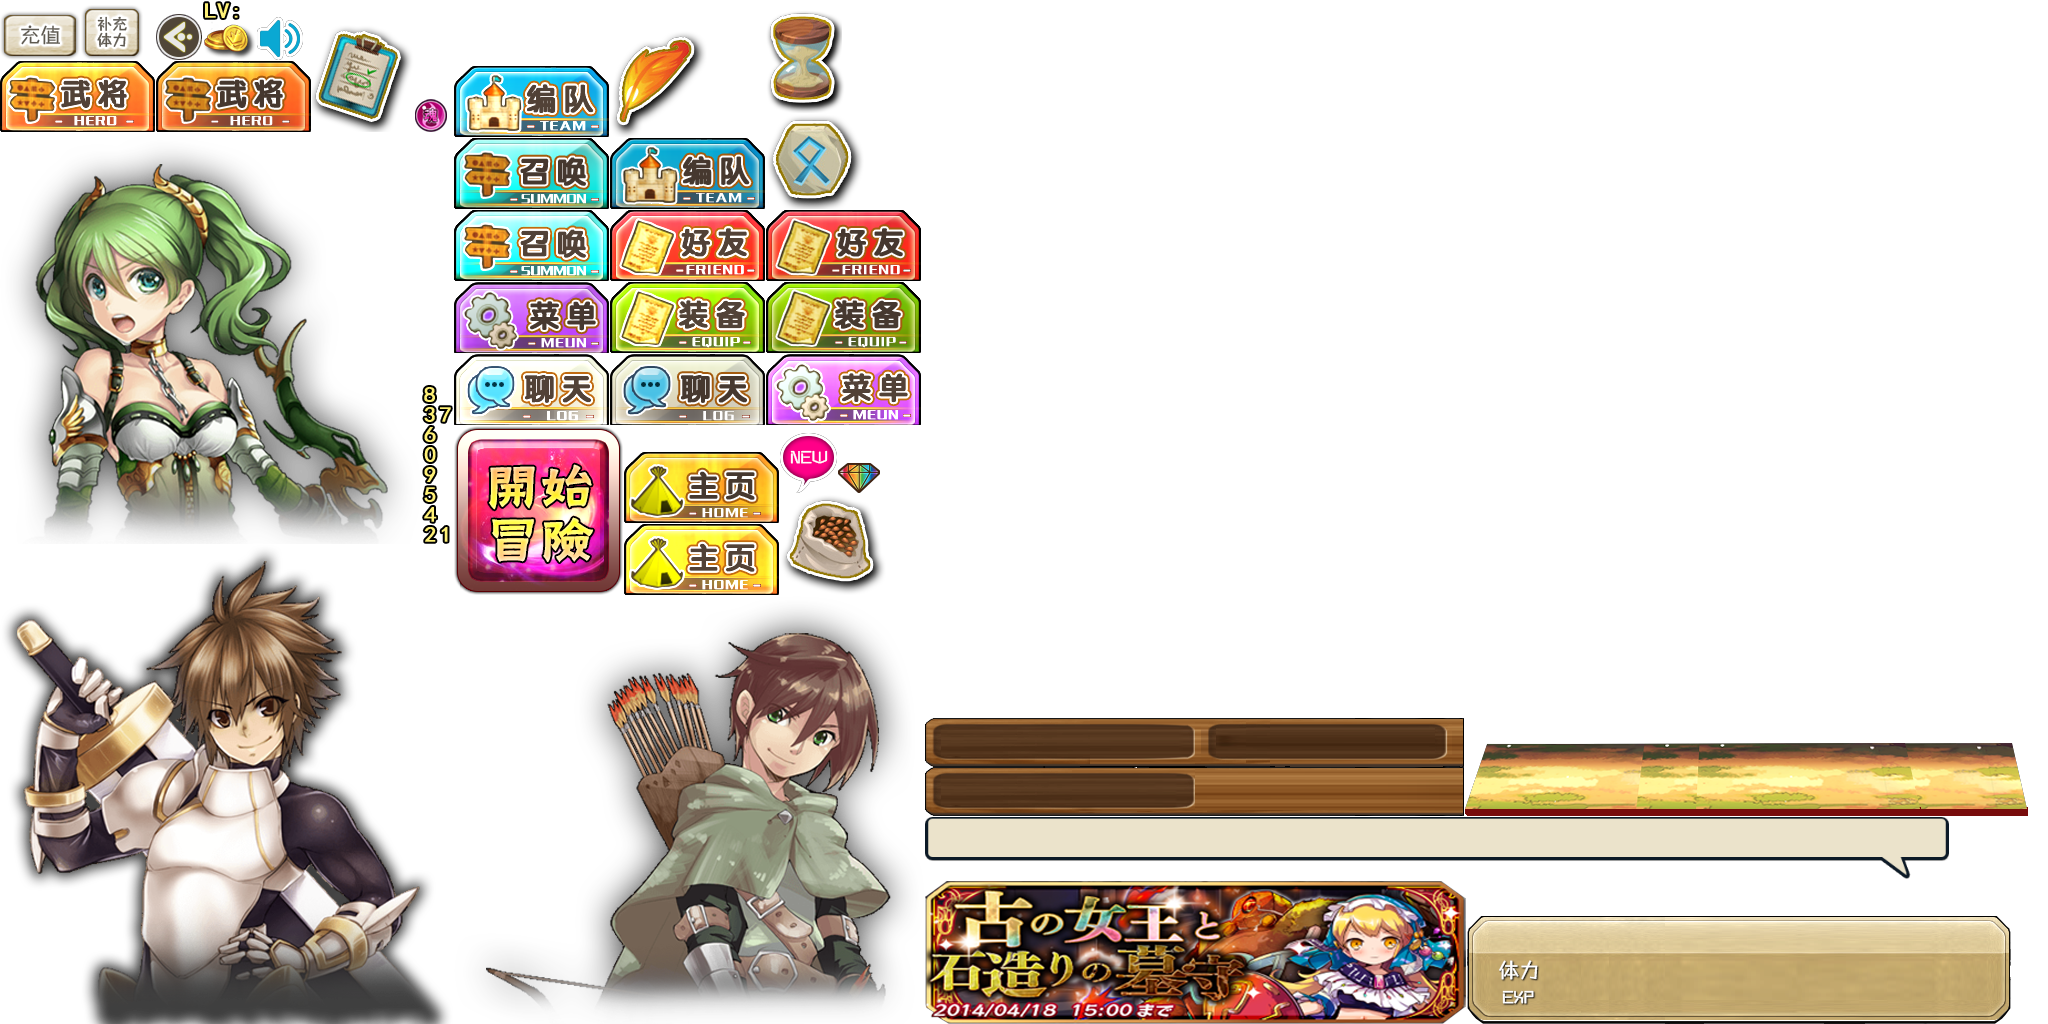 充值
补充
体力
LV:
武将
- HERO -
武将
- HERO -
编队
- TEAM -
召唤
- SUMMON -
编队
- TEAM -
召唤
- SUMMON -
好友
- FRIEND -
好友
- FRIEND -
菜单
- MEUN -
装备
- EQUIP -
装备
- EQUIP -
聊天
- LOG -
聊天
- LOG -
菜单
- MEUN -
8
37
6
0
9
5
4
21
開始
冒險
主页
- HOME -
NEW
主页
- HOME -
古の女王と
石造りの墓守
2014/04/18 15:00まで
体力
EXP